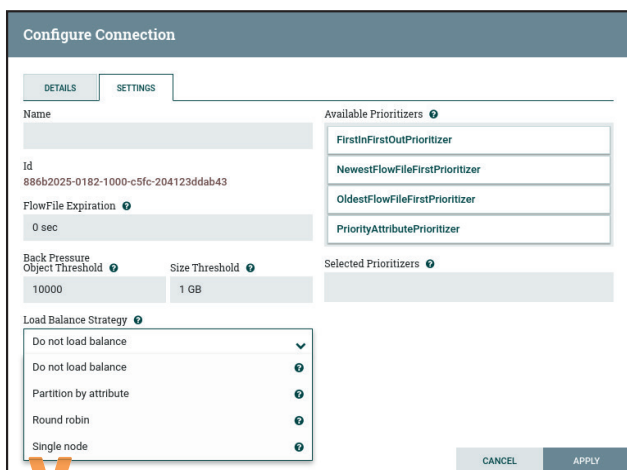 Configure Connection
DETAILS
SETTINGS
Name
Id
886b2025-0182-1000-c5fc-204123ddab43
FlowFile Expiration
0 sec
Back Pressure
Object Threshold
Size Threshold
10000
1 GB
Load Balance Strategy
Do not load balance
Do not load balance
Partition by attribute
Round robin
Single node
Available Prioritizers
FirstInFirstOutPrioritizer
NewestFlowFileFirstPrioritizer
OldestFlowFileFirstPrioritizer
PriorityAttributePrioritizer
Selected Prioritizers
CANCEL
APPLY